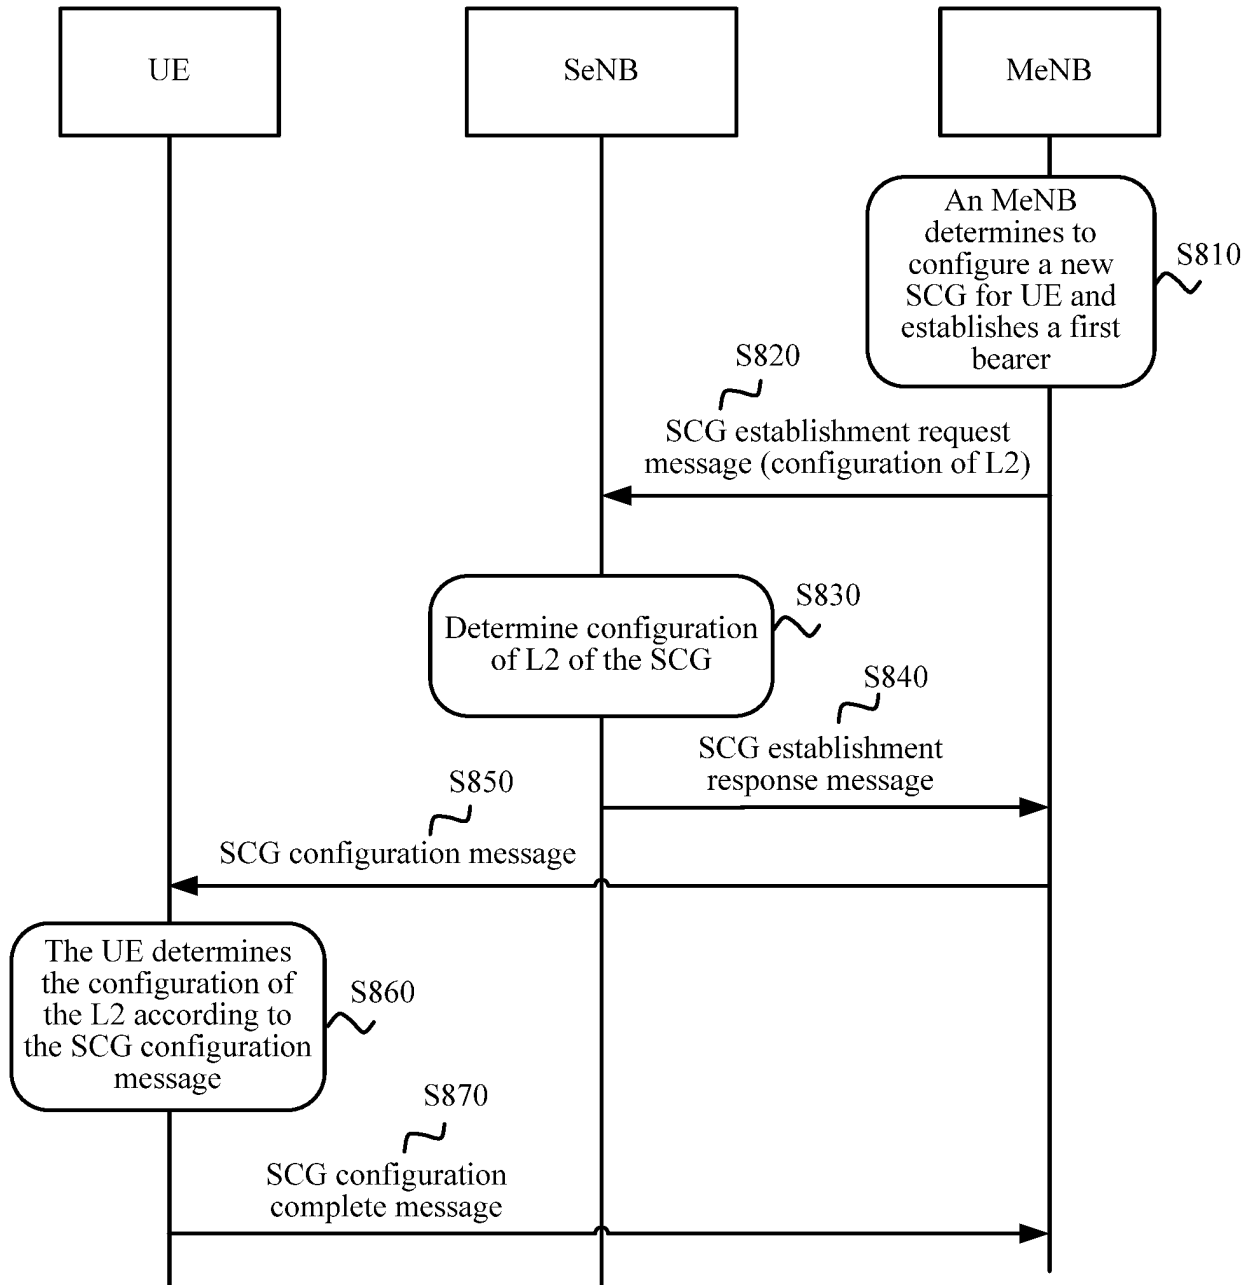 UE
SeNB
MeNB
An MeNB
determines to
configure a new
SCG for UE and
establishes a first
bearer
S810
S820
SCG establishment request
message (configuration of L2)
Determine configuration
of L2 of the SCG
S830
S840
SCG establishment
response message
S850
SCG configuration message
The UE determines
the configuration of
the L2 according to
the SCG configuration
message
S860
S870
SCG configuration
complete message